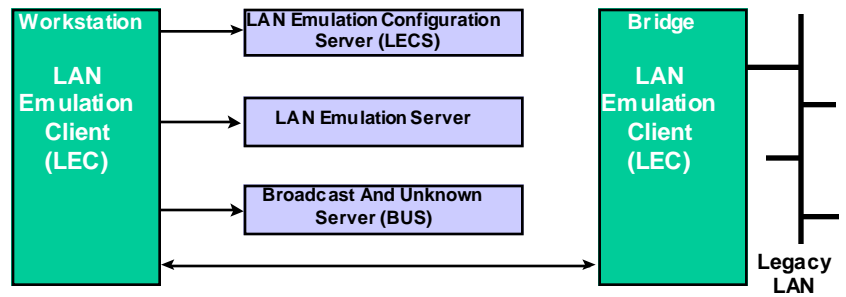 Workstation
LAN
Emulation
Client
(LEC)
LAN Emulation Configuration
Server (LECS)
LAN Emulation Server
Broadcast And Unknown
Server (BUS)
Bridge
LAN
Emulation
Client
(LEC)
Legacy
LAN